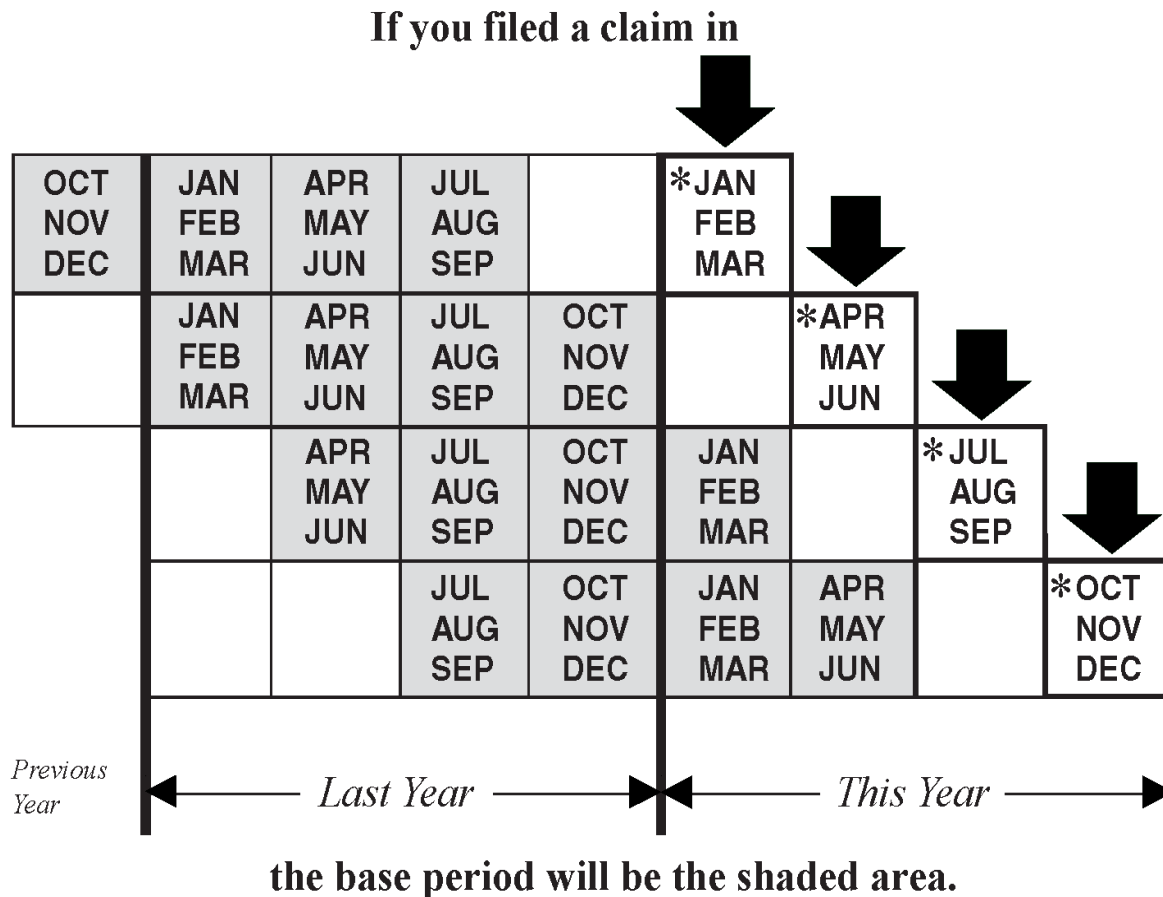 If you filed a claim in
OCT JAN APR JUL *JAN
NOV FEB MAY AUG FEB
DEC MAR JUN SEP MAR
JAN APR JUL OCT *APR
FEB MAY AUG NOV MAY
MAR JUN SEP DEC JUN
APR JUL OCT JAN *JUL
MAY AUG NOV FEB AUG
JUN SEP DEC MAR SEP
JUL OCT JAN APR *OCT
AUG NOV FEB MAY NOV
SEP DEC MAR JUN DEC
Previous
Year
Last Year
This Year
the base period will be the shaded area.